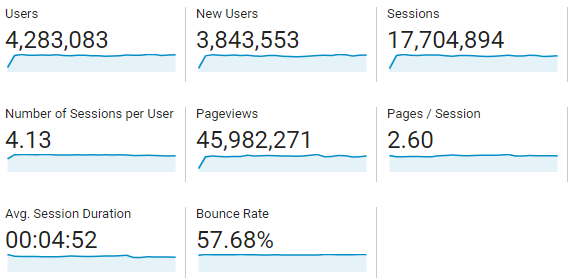 Users
4,283,083
New Users
3,843,553
Sessions
17,704,894
Number of Sessions per User
4.13
Pageviews
45,982,271
Pages / Session
2.60
Avg. Session Duration
00:04:52
Bounce Rate
57.68%